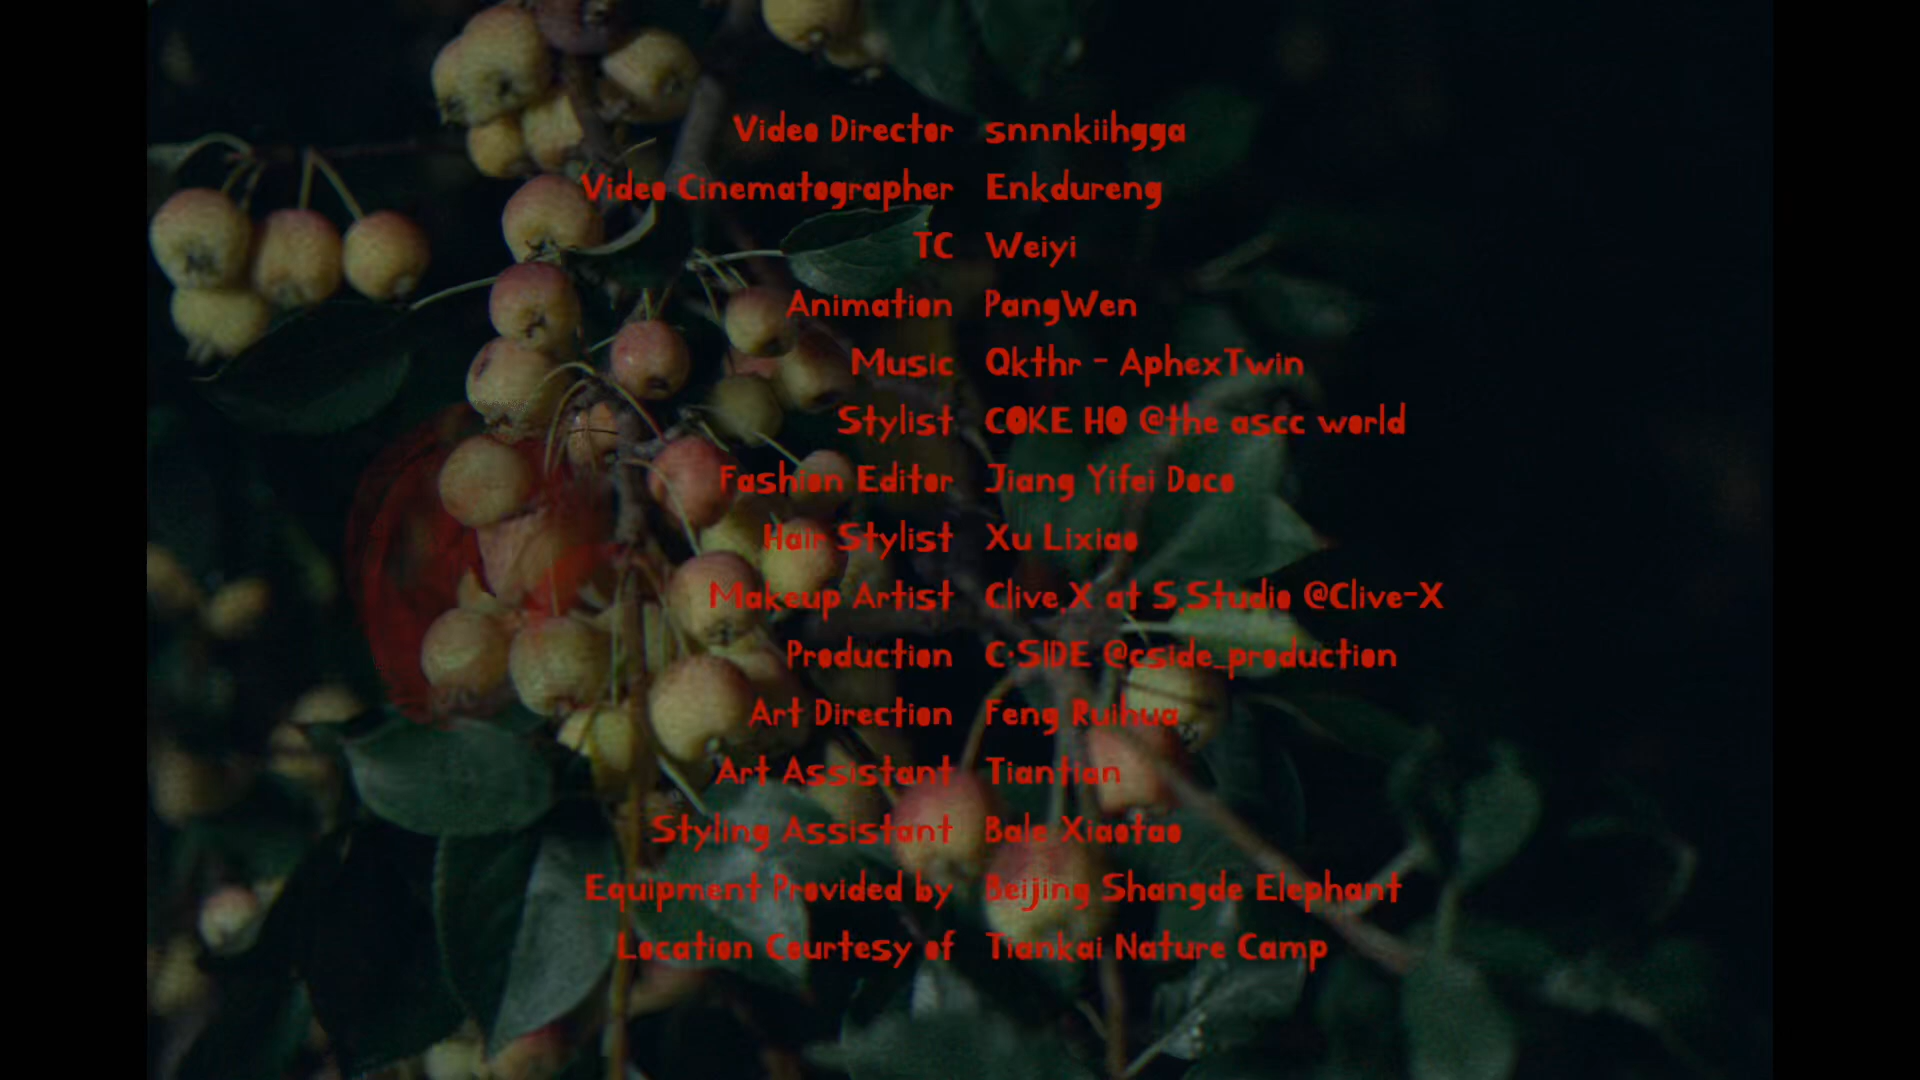 Video Director snnnkiihgga
Video Cinematographer Enkdureng
TC Weiyi
Animation PangWen
Music Qkthr - AphexTwin
Stylist COKE HO @the ascc world
Fashion Editor Jiang Yifei Doco
Hair Stylist Xu Lixiao
Makeup Artist Clive.X at S.Studio @Clive-X
Production C·SIDE @cside_production
Art Direction Feng Ruihua
Art Assistant Tiantian
Styling Assistant Bale Xiaotao
Equipment Provided by Beijing Shangde Elephant
Location Courtesy of Tiankai Nature Camp